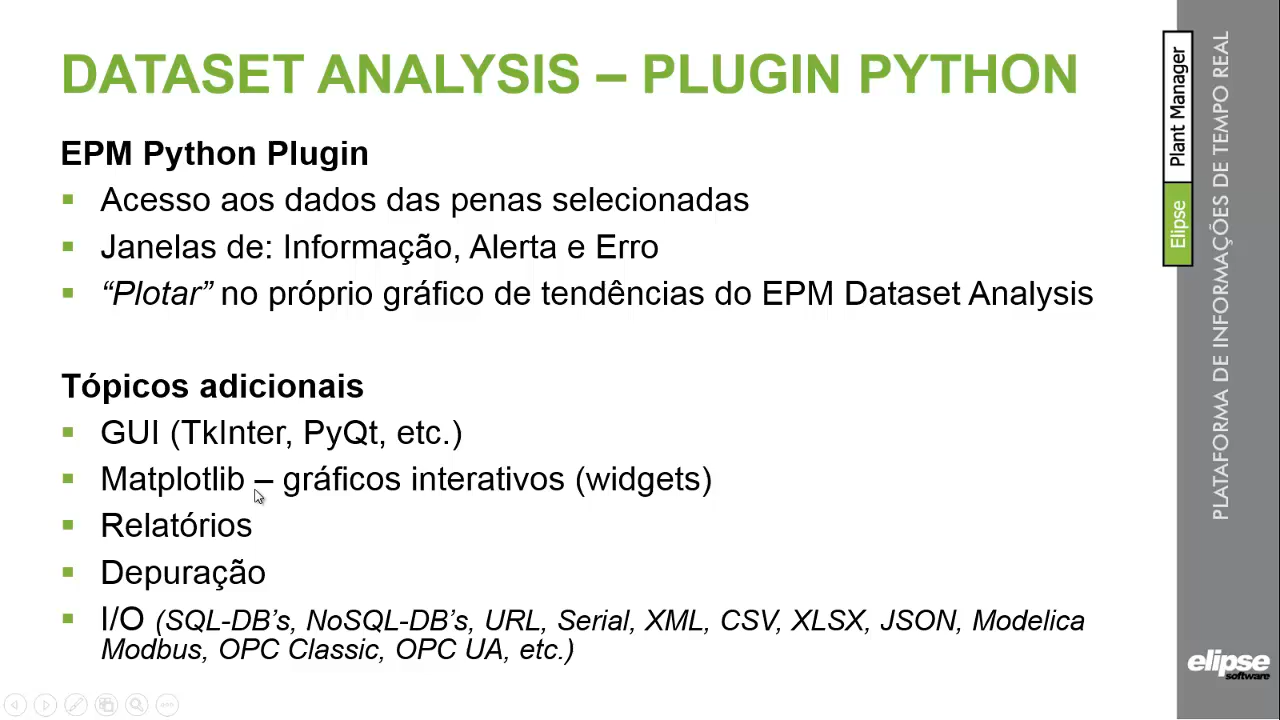 DATASET ANALYSIS – PLUGIN PYTHON
EPM Python Plugin
Acesso aos dados das penas selecionadas
Janelas de: Informação, Alerta e Erro
“Plotar” no próprio gráfico de tendências do EPM Dataset Analysis
Tópicos adicionais
GUI (TkInter, PyQt, etc.)
Matplotlib – gráficos interativos (widgets)
Relatórios
Depuração
I/O (SQL-DB’s, NoSQL-DB’s, URL, Serial, XML, CSV, XLSX, JSON, Modelica
Modbus, OPC Classic, OPC UA, etc.)
Elipse Plant Manager
PLATAFORMA DE INFORMAÇÕES DE TEMPO REAL
elipse
software